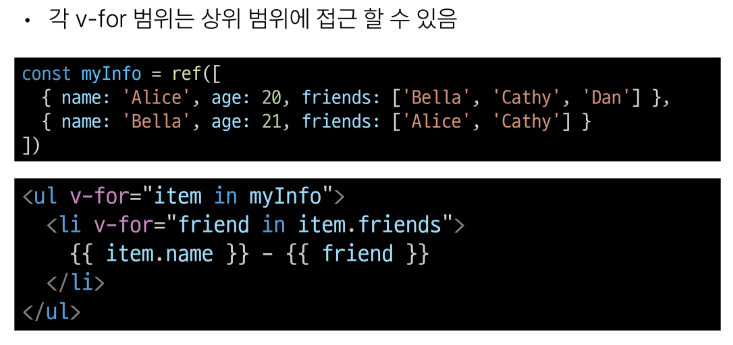 • 각 v-for 범위는 상위 범위에 접근 할 수 있음
const myInfo = ref([
  { name: 'Alice', age: 20, friends: ['Bella', 'Cathy', 'Dan'] },
  { name: 'Bella', age: 21, friends: ['Alice', 'Cathy'] }
])
<ul v-for="item in myInfo">
  <li v-for="friend in item.friends">
    {{ item.name }} - {{ friend }}
  </li>
</ul>